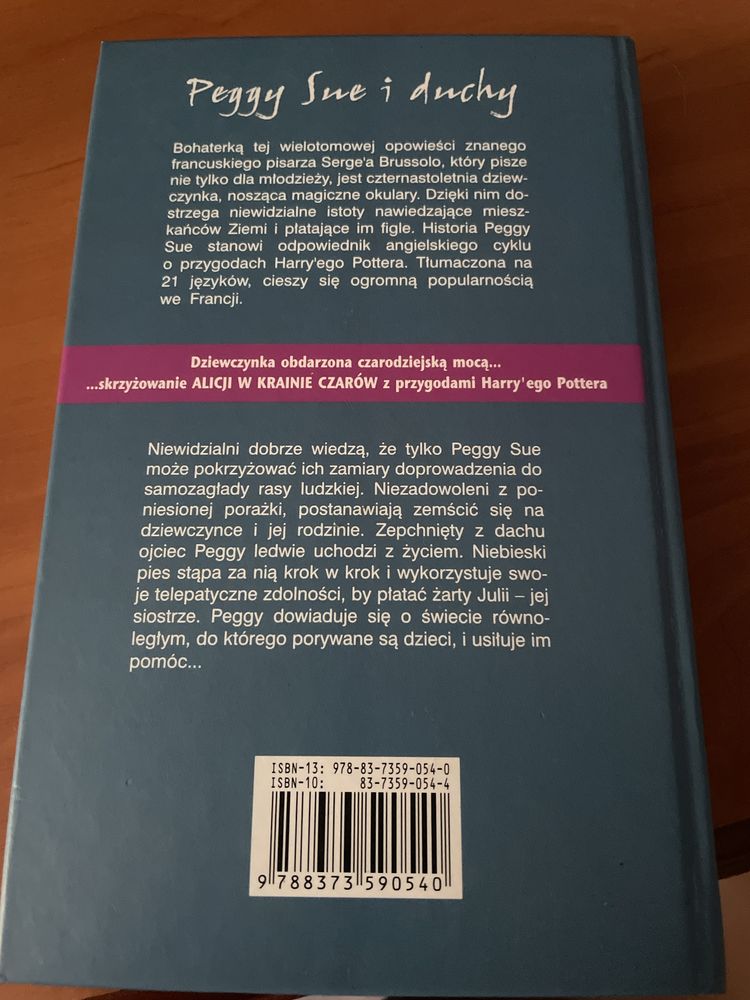 Peggy Sue i duchy
Bohaterką tej wielotomowej opowieści znanego
francuskiego pisarza Serge'a Brussolo, który pisze
nie tylko dla młodzieży, jest czternastoletnia dziew-
czynka, nosząca magiczne okulary. Dzięki nim do-
strzega niewidzialne istoty nawiedzające miesz-
kańców Ziemi i płatające im figle. Historia Peggy
Sue stanowi odpowiednik angielskiego cyklu
o przygodach Harry'ego Pottera. Tłumaczona na
21 języków, cieszy się ogromną popularnością
we Francji.
Dziewczynka obdarzona czarodziejską mocą...
...skrzyżowanie ALICJI W KRAINIE CZARÓW z przygodami Harry'ego Pottera
Niewidzialni dobrze wiedzą, że tylko Peggy Sue
może pokrzyżować ich zamiary doprowadzenia do
samozagłady rasy ludzkiej. Niezadowoleni z po-
niesionej porażki, postanawiają zemścić się na
dziewczynce i jej rodzinie. Zepchnięty z dachu
ojciec Peggy ledwie uchodzi z życiem. Niebieski
pies stąpa za nią krok w krok i wykorzystuje swo-
je telepatyczne zdolności, by płatać żarty Julii – jej
siostrze. Peggy dowiaduje się o świecie równo-
ległym, do którego porywane są dzieci, i usiłuje im
pomóc...
ISBN-13: 978-83-7359-054-0
ISBN-10: 83-7359-054-4
9 788373 590540